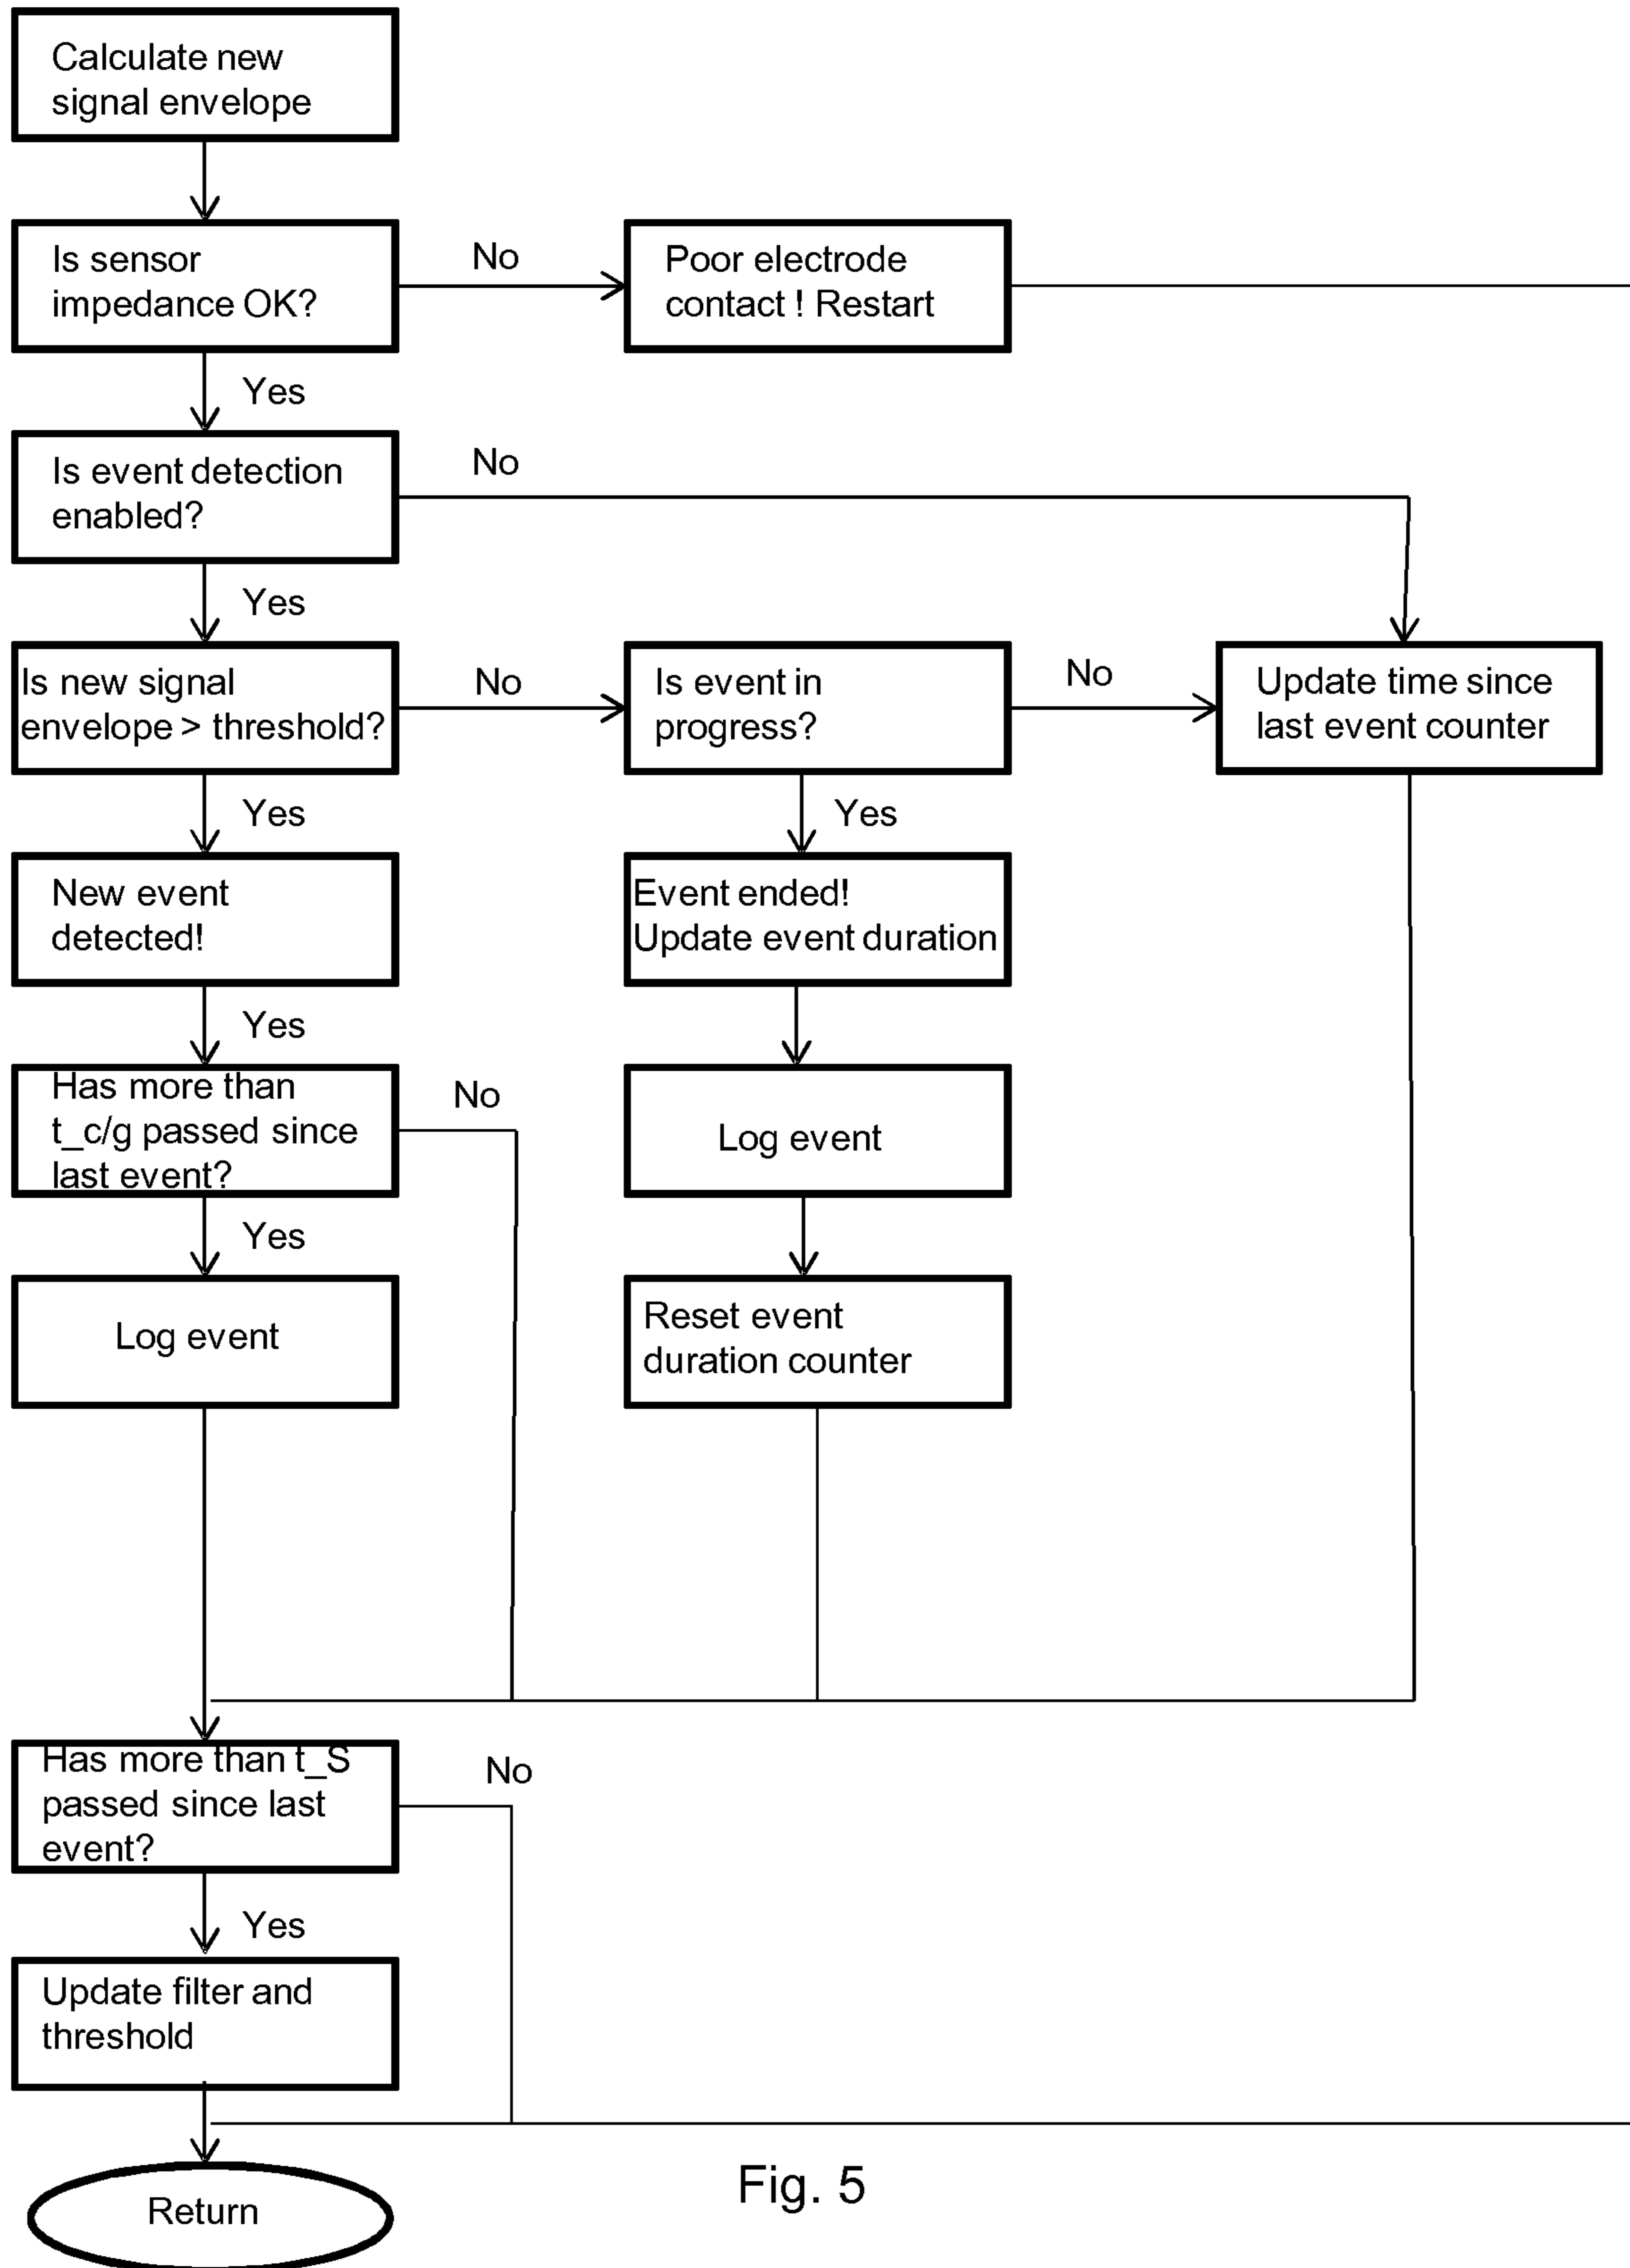 Calculate new
signal envelope
Is sensor
impedance OK?
No
Poor electrode
contact ! Restart
Yes
Is event detection
enabled?
No
Yes
Is new signal
envelope > threshold?
No
Is event in
progress?
No
Update time since
last event counter
Yes
Yes
New event
detected!
Event ended!
Update event duration
Yes
Has more than
t_c/g passed since
last event?
No
Log event
Yes
Log event
Reset event
duration counter
Has more than t_S
passed since last
event?
No
Yes
Update filter and
threshold
Return
Fig. 5